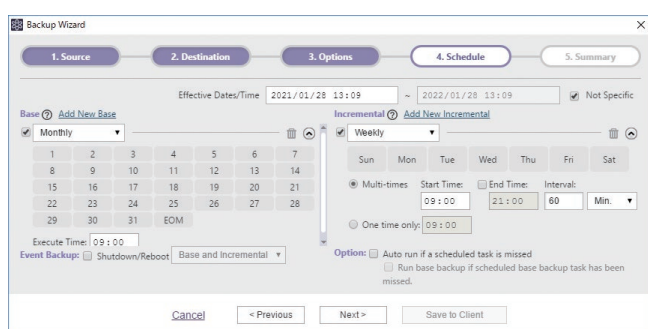 Backup Wizard
1. Source
2. Destination
3. Options
4. Schedule
5. Summary
Effective Dates/Time 2021/01/28 13:09 ~ 2022/01/28 13:09 Not Specific
Base ? Add New Base
Monthly
1 2 3 4 5 6 7
8 9 10 11 12 13 14
15 16 17 18 19 20 21
22 23 24 25 26 27 28
29 30 31 EOM
Execute Time: 09:00
Event Backup: Shutdown/Reboot Base and Incremental
Incremental ? Add New Incremental
Weekly
Sun Mon Tue Wed Thu Fri Sat
Multi-times Start Time: End Time: Interval:
09:00 21:00 60 Min.
One time only: 09:00
Option: Auto run if a scheduled task is missed
Run base backup if scheduled base backup task has been
missed.
Cancel < Previous Next > Save to Client